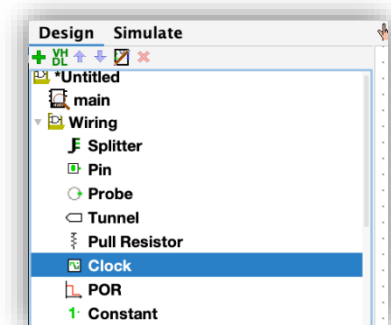 Design Simulate
VH
DL
*Untitled
main
Wiring
Splitter
Pin
Probe
Tunnel
Pull Resistor
Clock
POR
1 Constant